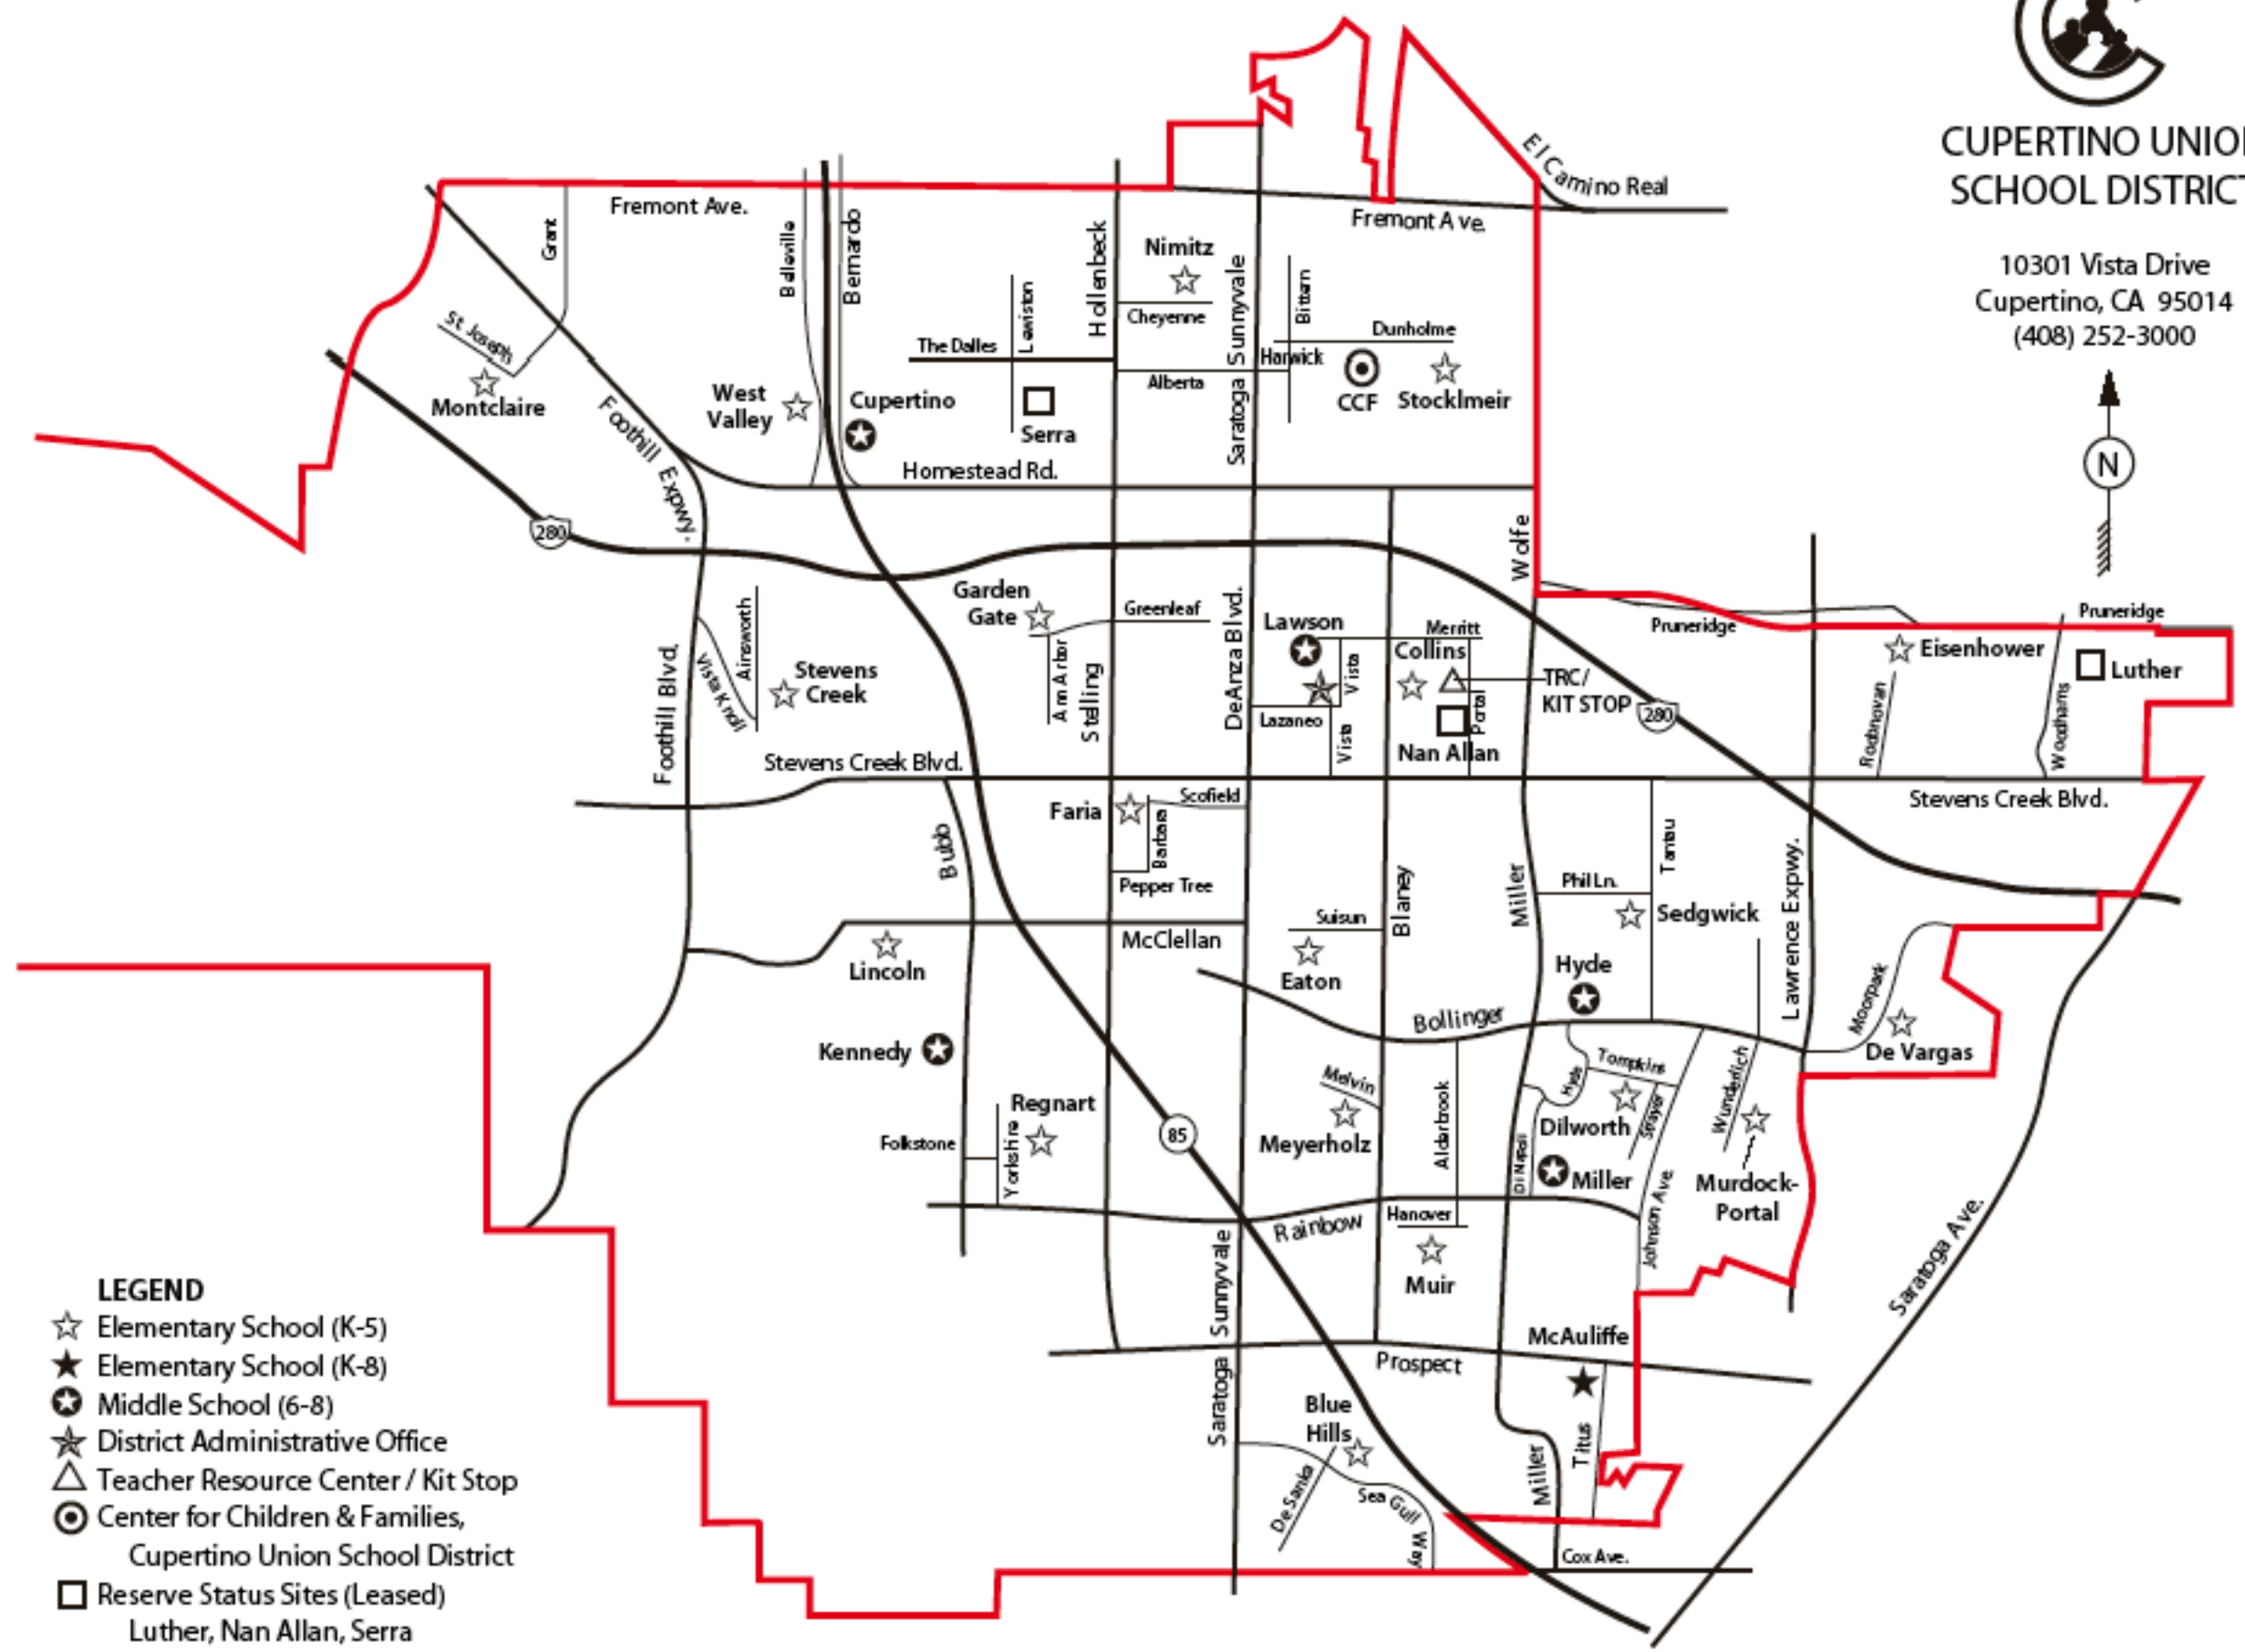 CUPERTINO UNION
SCHOOL DISTRICT
10301 Vista Drive
Cupertino, CA 95014
(408) 252-3000
N
El Camino Real
Fremont Ave.
Fremont Ave.
Grant
Belleville
Bernardo
Hollenbeck
Nimitz
Saratoga Sunnyvale
Bittern
Cheyenne
Lewiston
The Dalles
Dunholme
Harwick
Alberta
St. Joseph
Montclaire
West
Valley
Cupertino
Serra
CCF
Stocklmeir
Foothill Expwy.
Homestead Rd.
280
Wolfe
Garden
Gate
Greenleaf
Ann Arbor
Stelling
DeAnza Blvd.
Lawson
Merritt
Collins
Vista
Lazaneo
Vista
Portal
TRC/
KIT STOP
Nan Allan
280
Pruneridge
Pruneridge
Eisenhower
Luther
Woodhams
Foothill Blvd.
Vista Knoll
Ainsworth
Stevens
Creek
Stevens Creek Blvd.
Stevens Creek Blvd.
Faria
Scofield
Barbara
Pepper Tree
Bubb
McClellan
Lincoln
Suisun
Eaton
Blaney
Miller
Phil Ln.
Tantau
Sedgwick
Hyde
Lawrence Expwy.
Moorpark
De Vargas
Bollinger
Kennedy
Regnart
Folkstone
Yorkshire
85
Melvin
Meyerholz
Alderbrook
Hyde
Tompkins
Dilworth
Strayer
Wunderlich
Di Napoli
Miller
Johnson Ave.
Murdock-
Portal
Rainbow
Hanover
Muir
Saratoga Sunnyvale
Saratoga Ave.
McAuliffe
Prospect
Blue
Hills
De Sanka
Sea Gull Way
Miller
Titus
Cox Ave.
LEGEND
Elementary School (K-5)
Elementary School (K-8)
Middle School (6-8)
District Administrative Office
Teacher Resource Center / Kit Stop
Center for Children & Families,
Cupertino Union School District
Reserve Status Sites (Leased)
Luther, Nan Allan, Serra